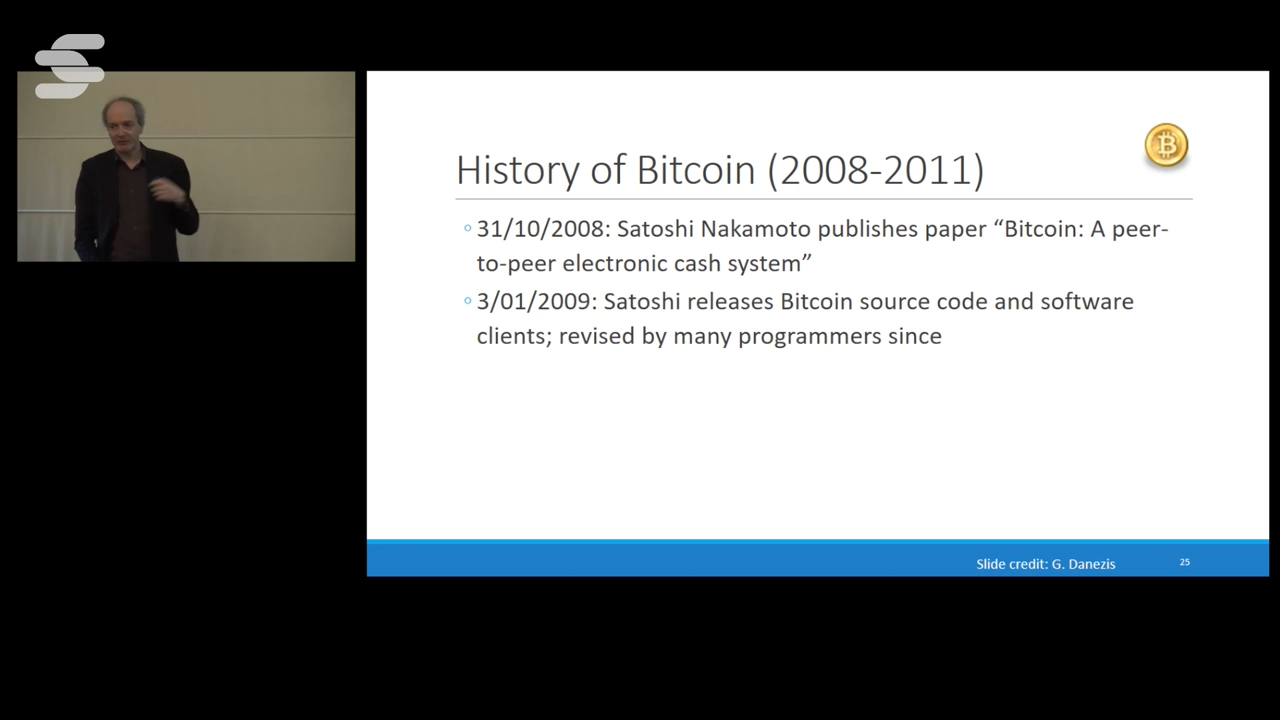 History of Bitcoin (2008-2011)
31/10/2008: Satoshi Nakamoto publishes paper “Bitcoin: A peer-
to-peer electronic cash system”
3/01/2009: Satoshi releases Bitcoin source code and software
clients; revised by many programmers since
Slide credit: G. Danezis
25